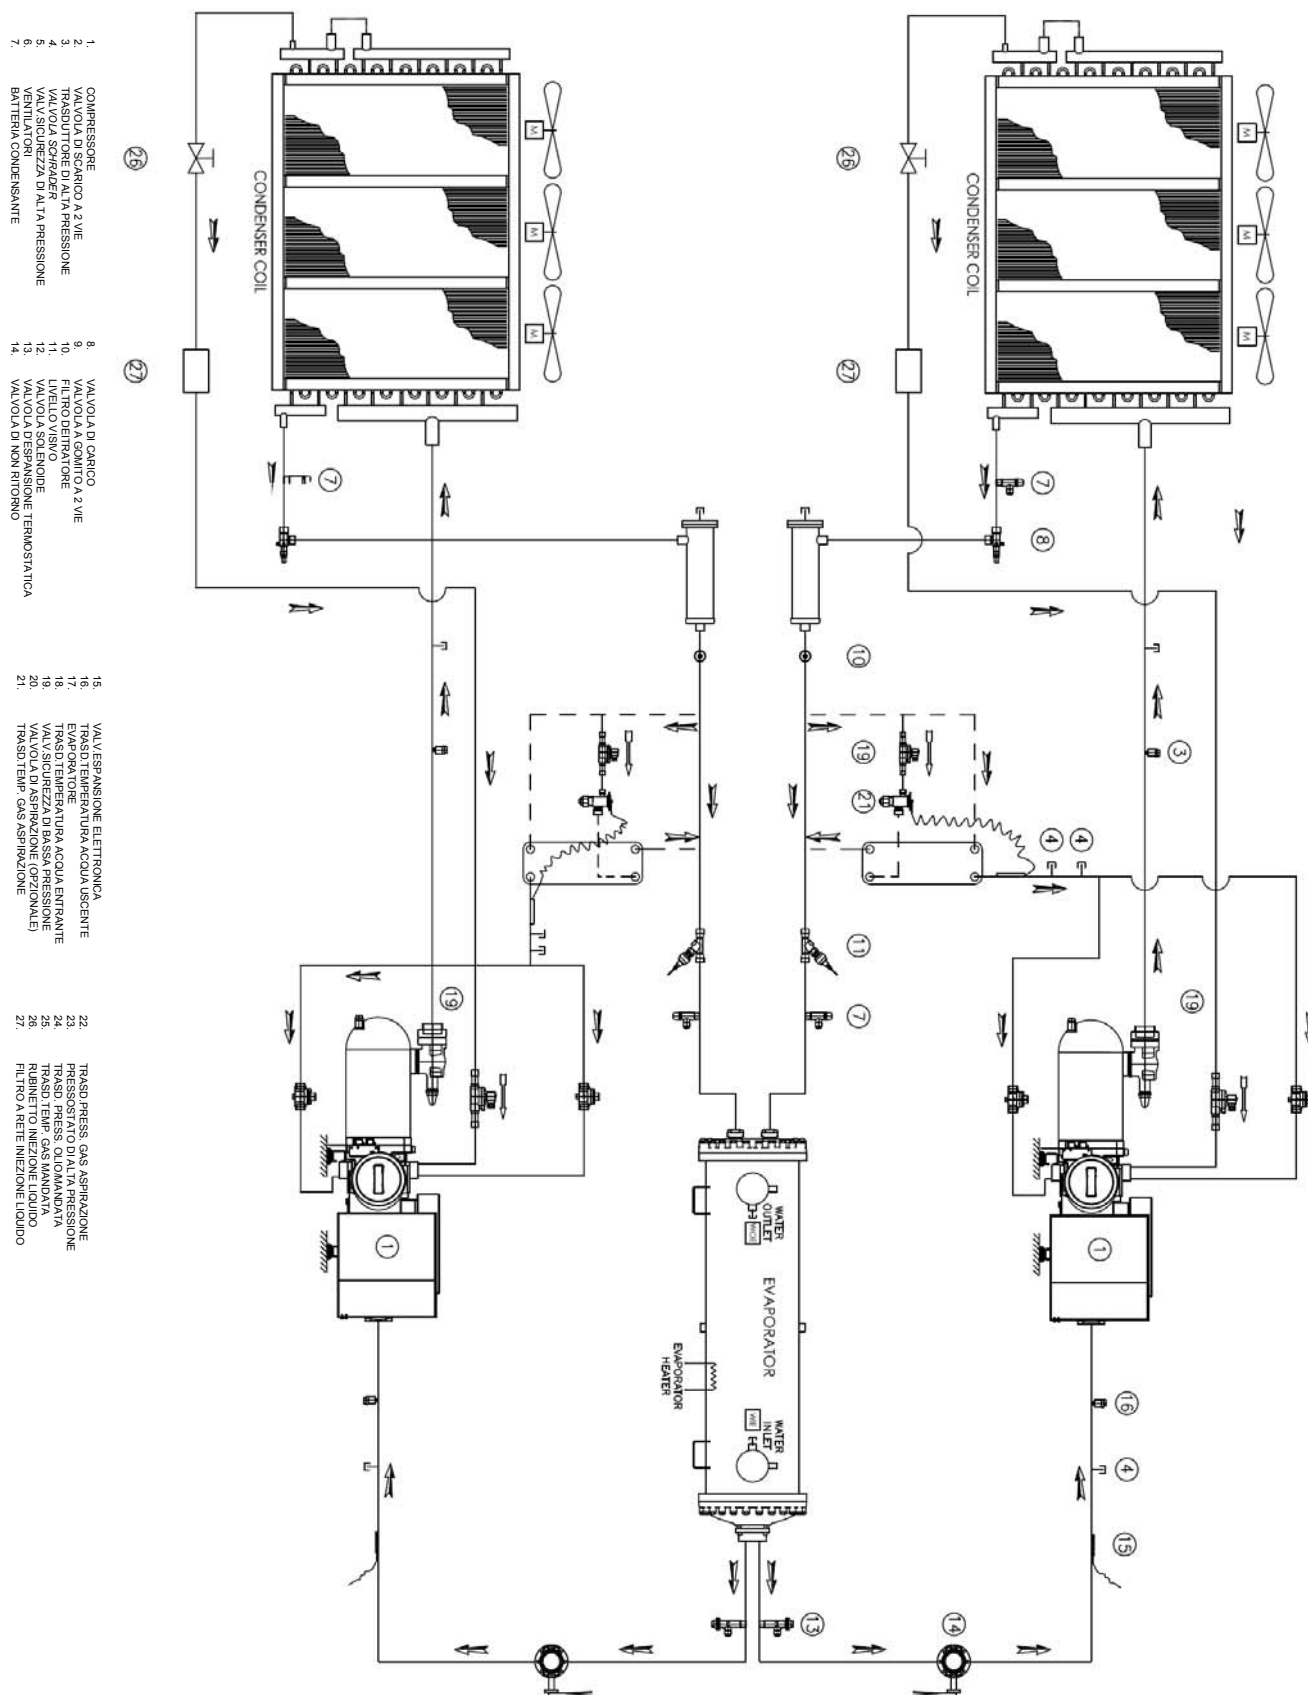 M
M
M
19
3
16
4
15
1
4
4
7
8
CONDENSER COIL
14
10
19
21
11
7
26
27
13
WATER
OUTLET
WATER
INLET
WOE
WIE
EVAPORATOR
EVAPORATOR
HEATER
M
M
M
19
1
7
CONDENSER COIL
26
27
1. COMPRESSORE
2. VALVOLA DI SCARICO A 2 VIE
3. TRASDUTTORE DI ALTA PRESSIONE
4. VALVOLA SCHRADER
5. VALV.SICUREZZA DI ALTA PRESSIONE
6. VENTILATORI
7. BATTERIA CONDENSANTE
8. VALVOLA DI CARICO
9. VALVOLA A GOMITO A 2 VIE
10. FILTRO DEITRATORE
11. LIVELLO VISIVO
12. VALVOLA SOLENOIDE
13. VALVOLA D'ESPANSIONE TERMOSTATICA
14. VALVOLA DI NON RITORNO
15. VALV.ESPANSIONE ELETTRONICA
16. TRASD.TEMPERATURA ACQUA USCENTE
17. EVAPORATORE
18. TRASD.TEMPERATURA ACQUA ENTRANTE
19. VALV.SICUREZZA DI BASSA PRESSIONE
20. VALVOLA DI ASPIRAZIONE (OPZIONALE)
21. TRASD.TEMP. GAS ASPIRAZIONE
22. TRASD.PRESS. GAS ASPIRAZIONE
23. PRESSOSTATO DI ALTA PRESSIONE
24. TRASD. PRESS. OLIO MANDATA
25. TRASD. TEMP. GAS MANDATA
26. RUBINETTO INIEZIONE LIQUIDO
27. FILTRO A RETE INIEZIONE LIQUIDO